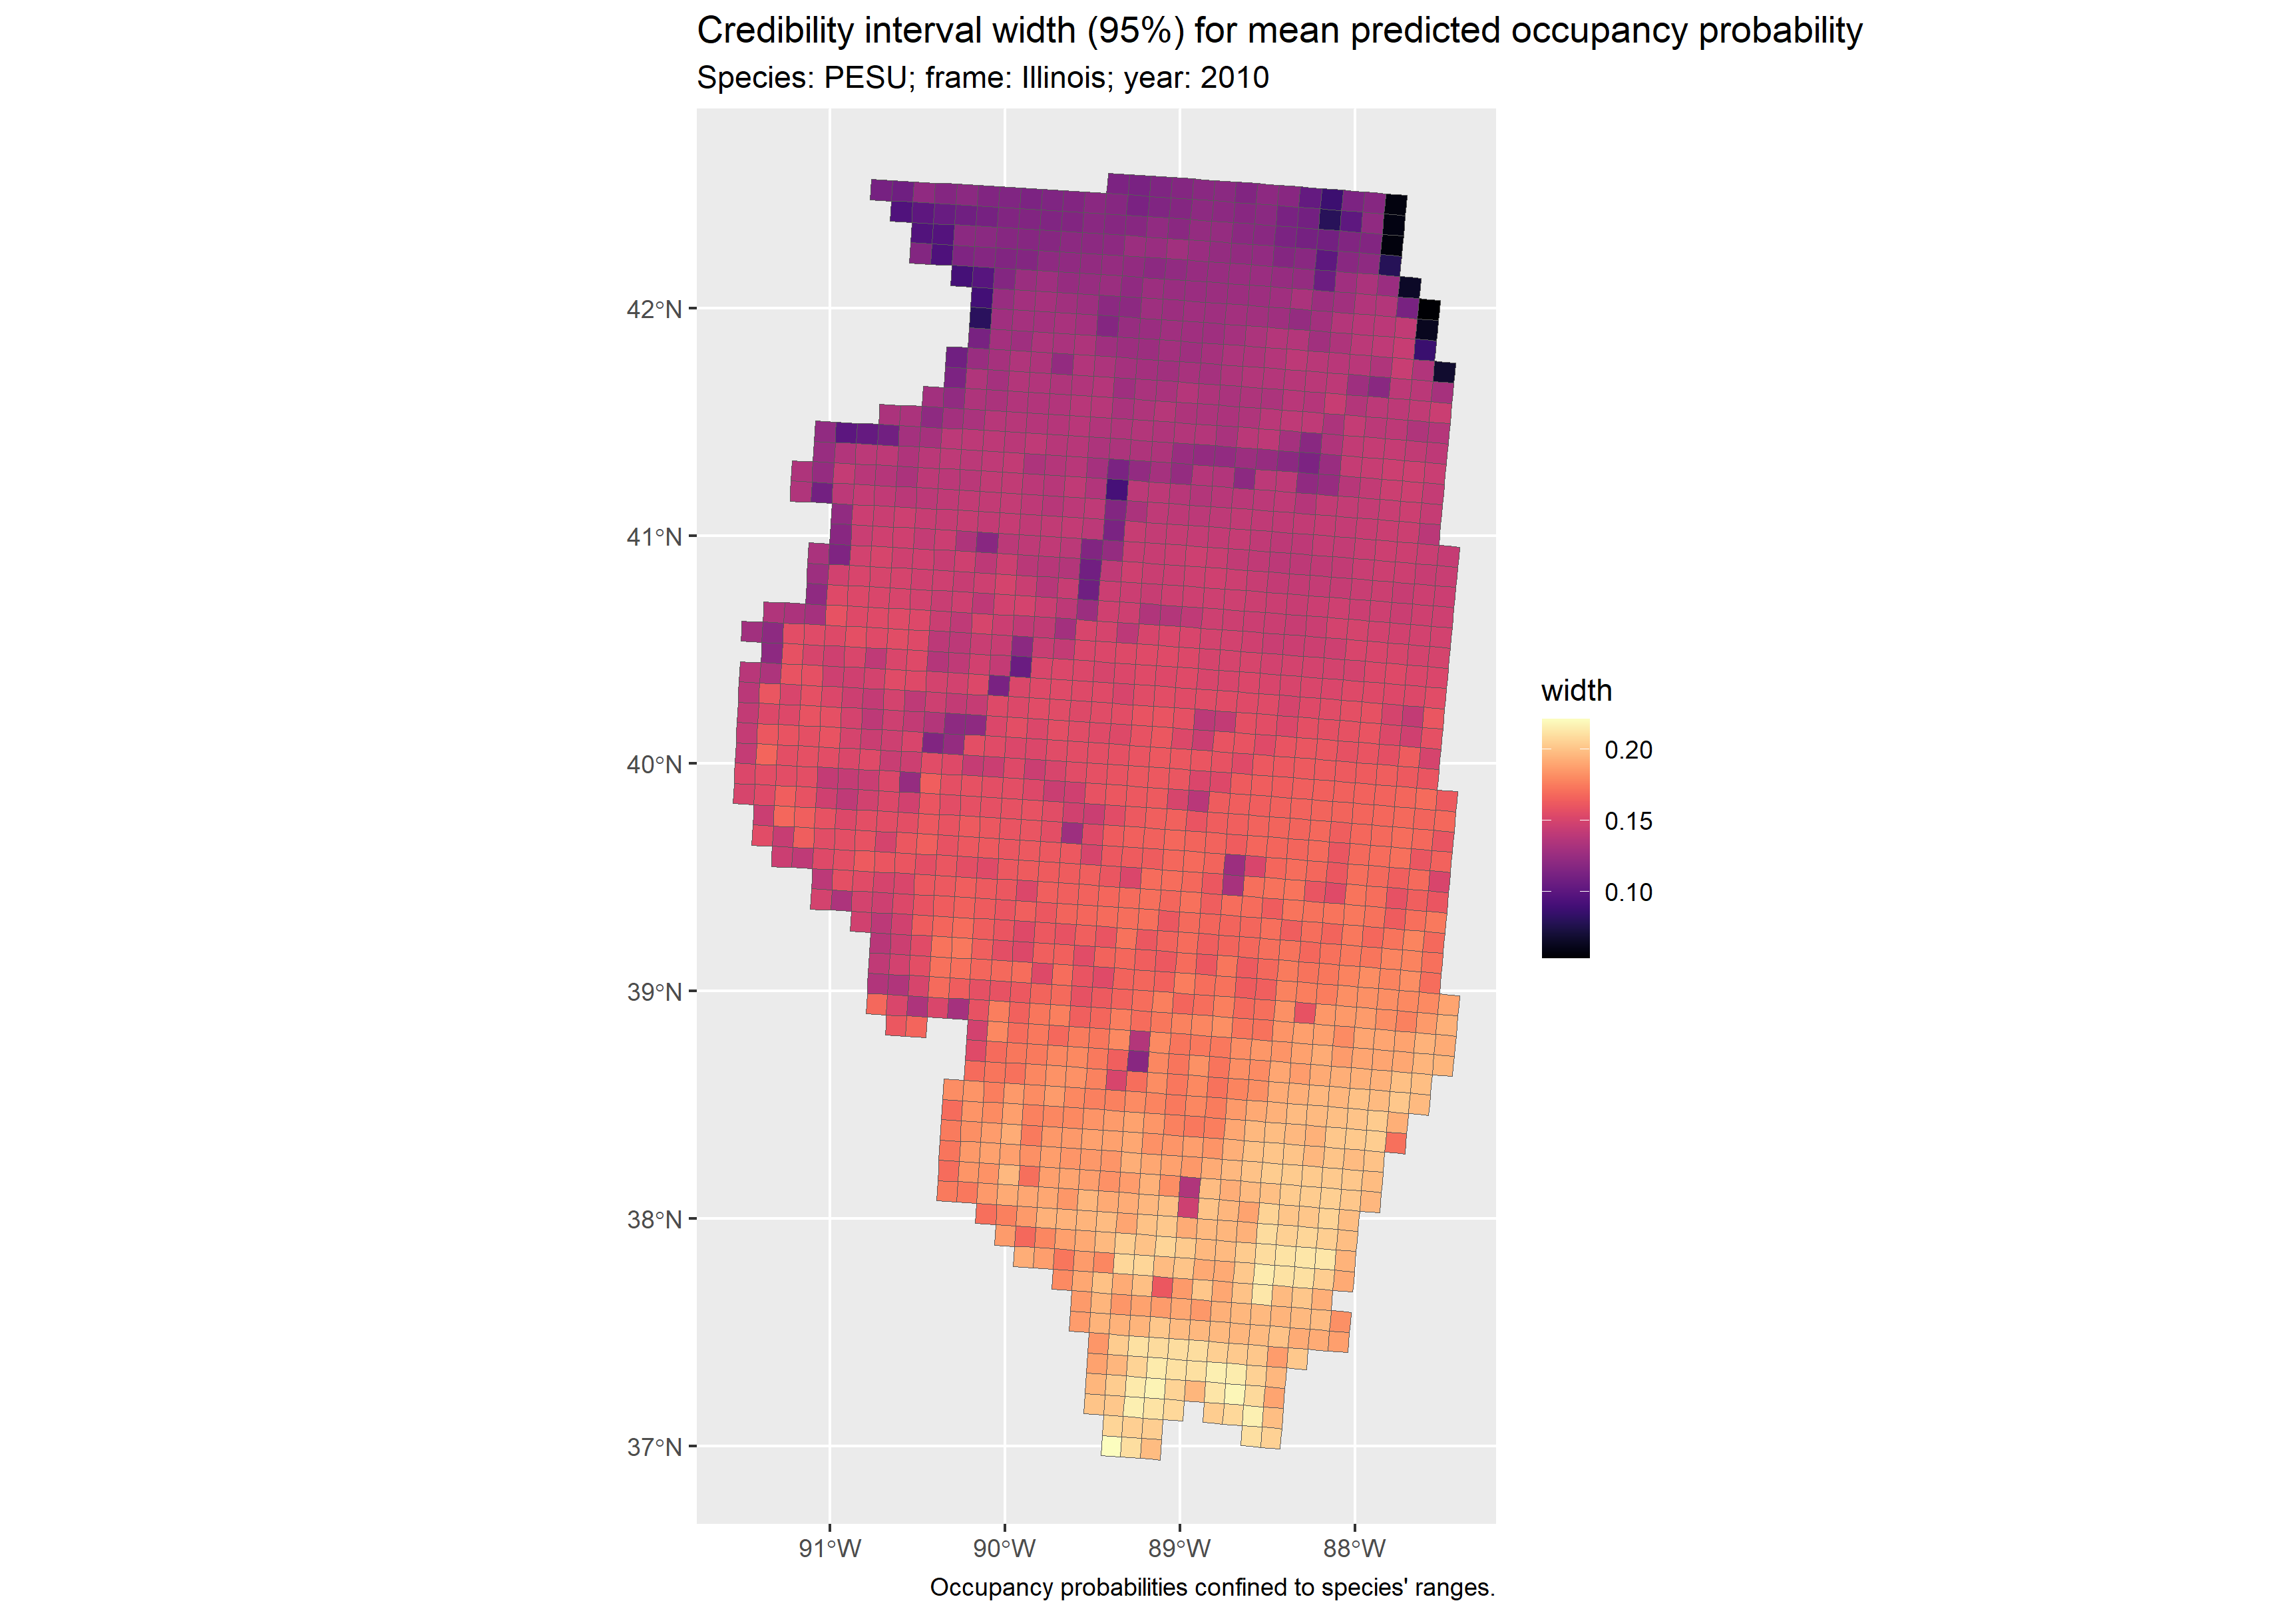 Credibility interval width (95%) for mean predicted occupancy probability
Species: PESU; frame: Illinois; year: 2010
42°N
41°N
40°N
39°N
38°N
37°N
91°W
90°W
89°W
88°W
width
0.20
0.15
0.10
Occupancy probabilities confined to species' ranges.